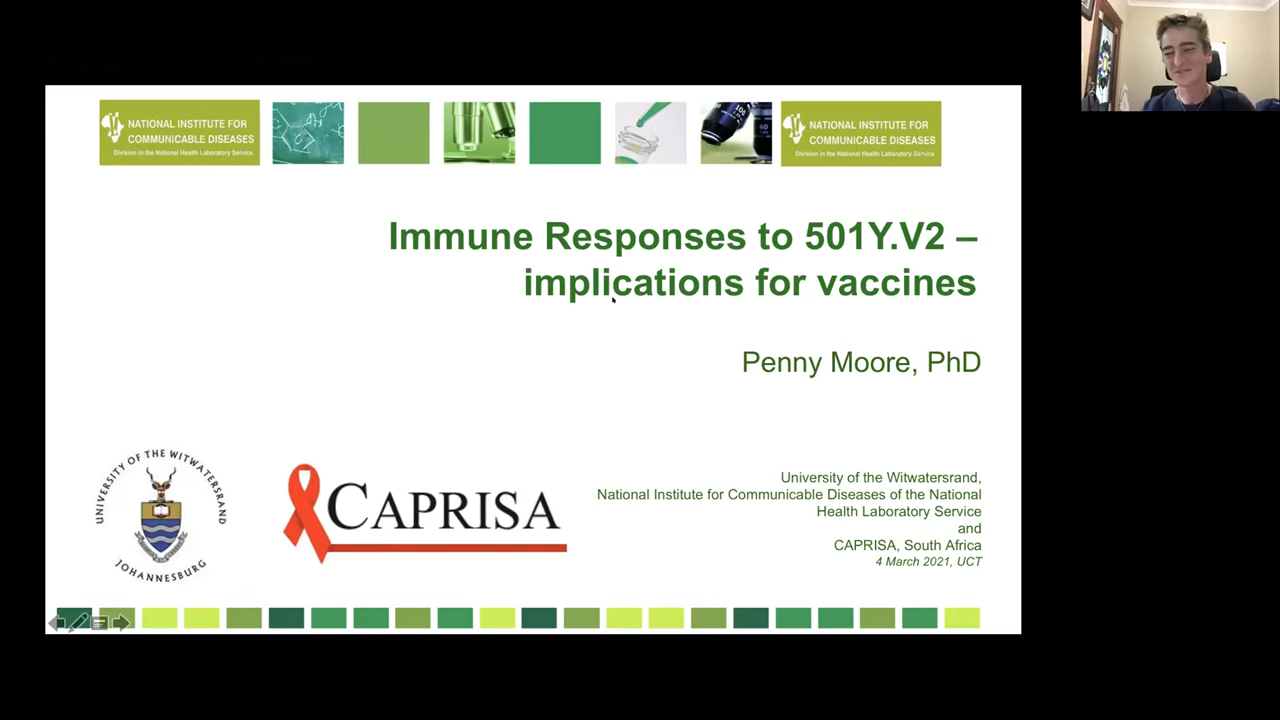 NATIONAL INSTITUTE FOR
COMMUNICABLE DISEASES
Division in the National Health Laboratory Service
NATIONAL INSTITUTE FOR
COMMUNICABLE DISEASES
Division in the National Health Laboratory Service
Immune Responses to 501Y.V2 –
implications for vaccines
Penny Moore, PhD
UNIVERSITY OF THE WITWATERSRAND
JOHANNESBURG
CAPRISA
University of the Witwatersrand,
National Institute for Communicable Diseases of the National
Health Laboratory Service
and
CAPRISA, South Africa
4 March 2021, UCT